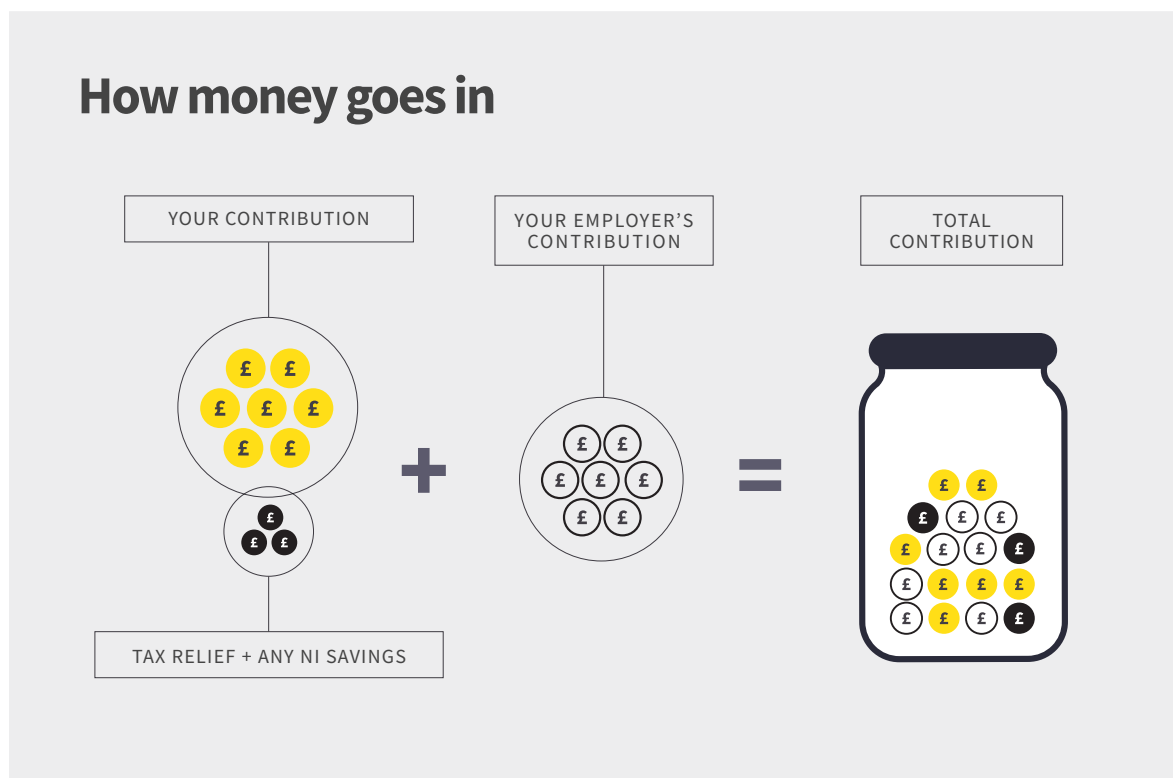 How money goes in
YOUR CONTRIBUTION
YOUR EMPLOYER'S
CONTRIBUTION
TOTAL
CONTRIBUTION
£ £
£ £ £
£ £
£
£ £
£ £
£ £ £
£ £
+
=
£ £
£ £ £
£ £ £ £
£ £ £ £
£ £ £ £
TAX RELIEF + ANY NI SAVINGS